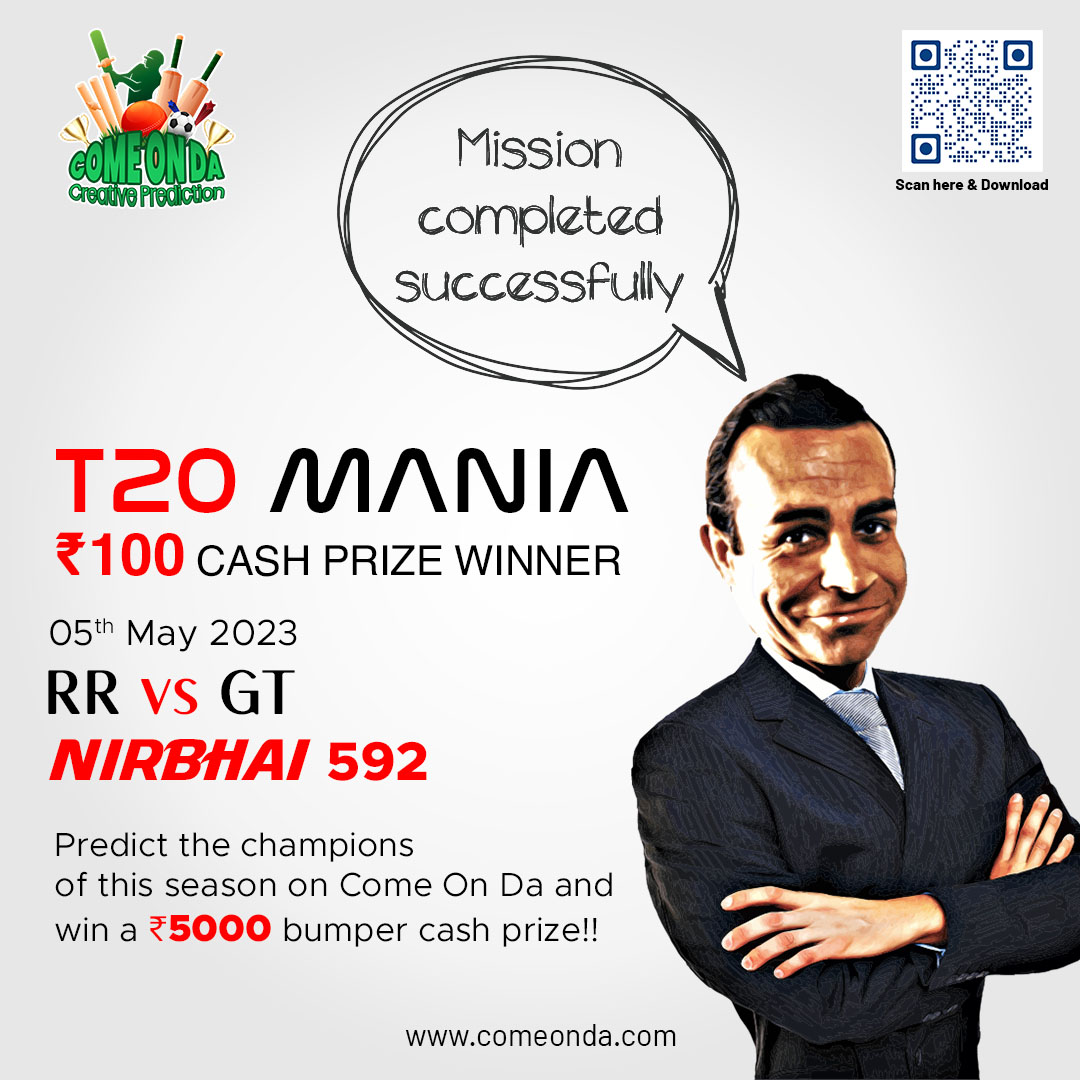 COME ON DA
Creative Prediction
Mission
completed
successfully
Scan here & Download
T20 MANIA
₹100 CASH PRIZE WINNER
05th May 2023
RR vs GT
NIRBHAI 592
Predict the champions
of this season on Come On Da and
win a ₹5000 bumper cash prize!!
www.comeonda.com